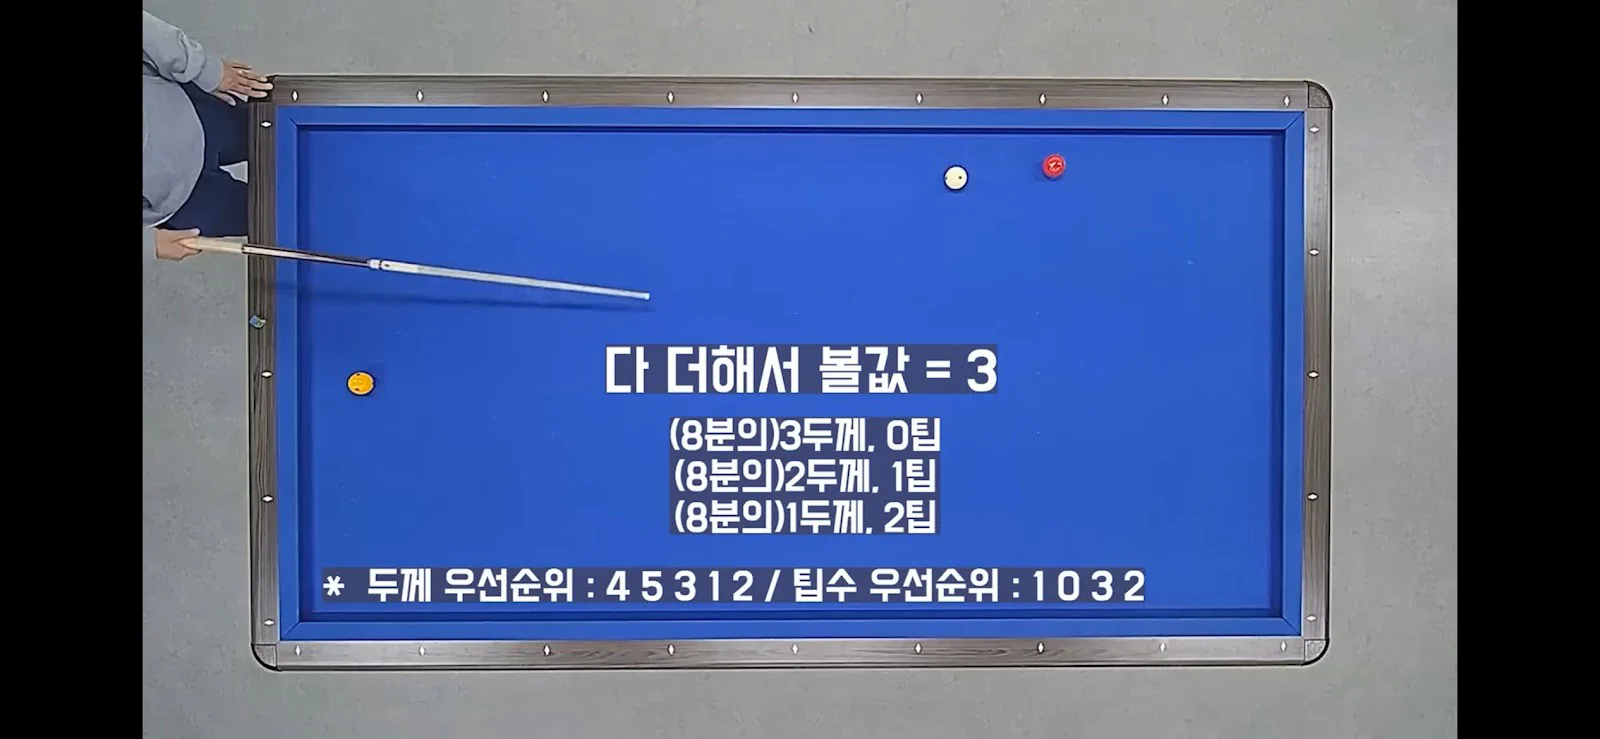 다 더해서 볼값 = 3
(8분의)3두께, 0팁
(8분의)2두께, 1팁
(8분의)1두께, 2팁
* 두께 우선순위 : 4 5 3 1 2 / 팁수 우선순위 : 1 0 3 2